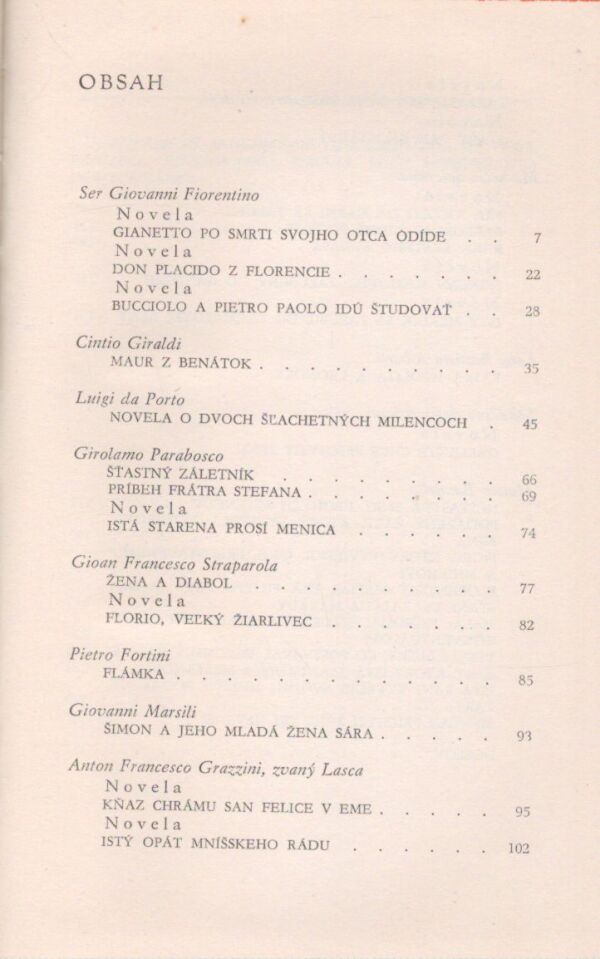 OBSAH
Ser Giovanni Fiorentino
Novela
GIANETTO PO SMRTI SVOJHO OTCA ODÍDE . . 7
Novela
DON PLACIDO Z FLORENCIE . . . . . . . 22
Novela
BUCCIOLO A PIETRO PAOLO IDÚ ŠTUDOVAŤ . . 28
Cintio Giraldi
MAUR Z BENÁTOK . . . . . . . . . . 35
Luigi da Porto
NOVELA O DVOCH ŠĽACHETNÝCH MILENCOCH . 45
Girolamo Parabosco
ŠŤASTNÝ ZÁLETNÍK . . . . . . . . . 66
PRÍBEH FRÁTRA STEFANA . . . . . . . . 69
Novela
ISTÁ STARENA PROSÍ MENICA . . . . . . 74
Gioan Francesco Straparola
ŽENA A DIABOL . . . . . . . . . . 77
Novela
FLORIO, VEĽKÝ ŽIARLIVEC . . . . . . . 82
Pietro Fortini
FLÁMKA . . . . . . . . . . . . . 85
Giovanni Marsili
ŠIMON A JEHO MLADÁ ŽENA SÁRA . . . . . 93
Anton Francesco Grazzini, zvaný Lasca
Novela
KŇAZ CHRÁMU SAN FELICE V EME . . . . . 95
Novela
ISTÝ OPÁT MNÍŠSKEHO RÁDU . . . . . . 102